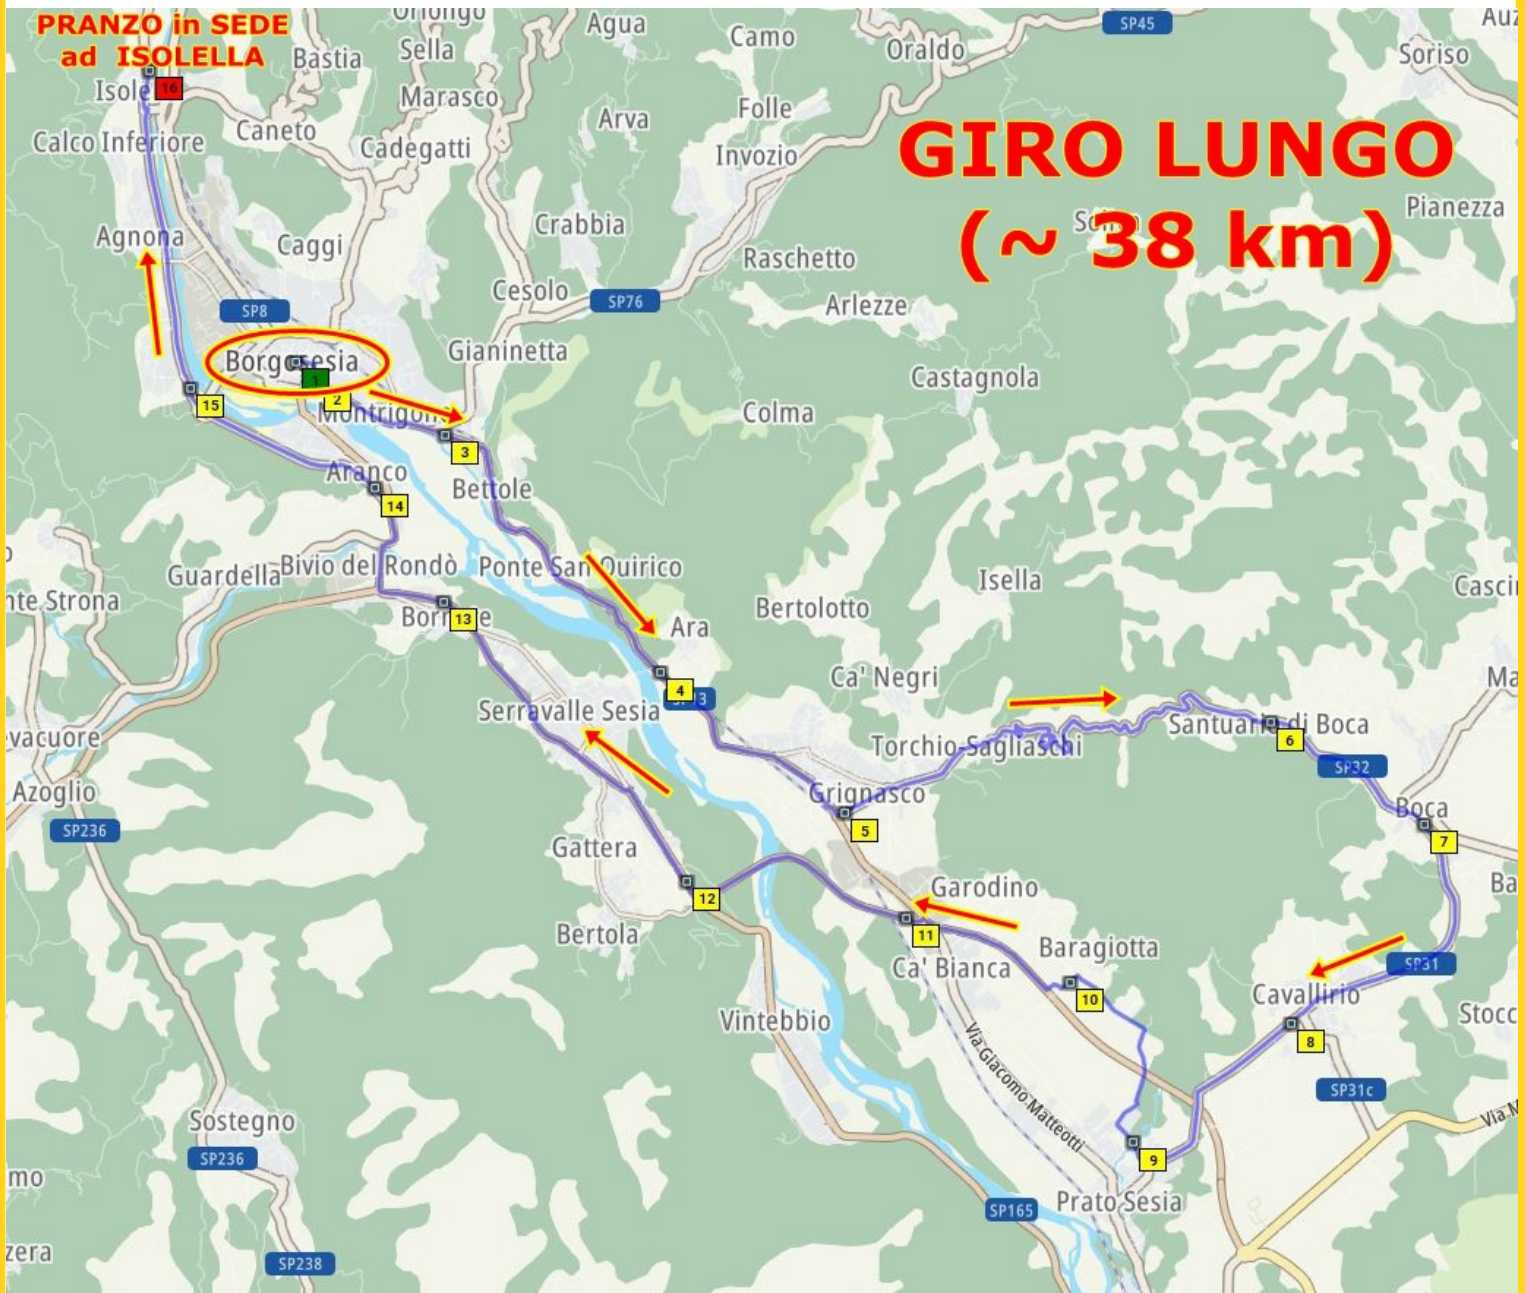 PRANZO in SEDE
ad ISOLELLA
GIRO LUNGO
(~ 38 km)
Agua
Camo
SP45
Oraldo
Soriso
Bastia
Sella
16
Marasco
Folle
Arva
Calco Inferiore
Caneto
Cadegatti
Invozio
Pianezza
Agnona
Caggi
Crabbia
Raschetto
Cesolo
SP76
SP8
Arlezze
Borgosesia
1
Gianinetta
Castagnola
2
15
Colma
3
Aranco
Bettole
14
Guardella
Bivio del Rondò
Ponte San Quirico
Isella
Bertolotto
13
Ara
Ca' Negri
4
Serravalle Sesia
Torchio-Sagliaschi
Santuario di Boca
6
SP32
Azoglio
Grignasco
Boca
SP236
5
7
Gattera
Garodino
12
11
Bertola
Ca' Bianca
Baragiotta
SP31
10
Cavallirio
Vintebbio
8
Via Giacomo Matteotti
SP31c
Sostegno
SP236
9
Prato Sesia
SP165
SP238